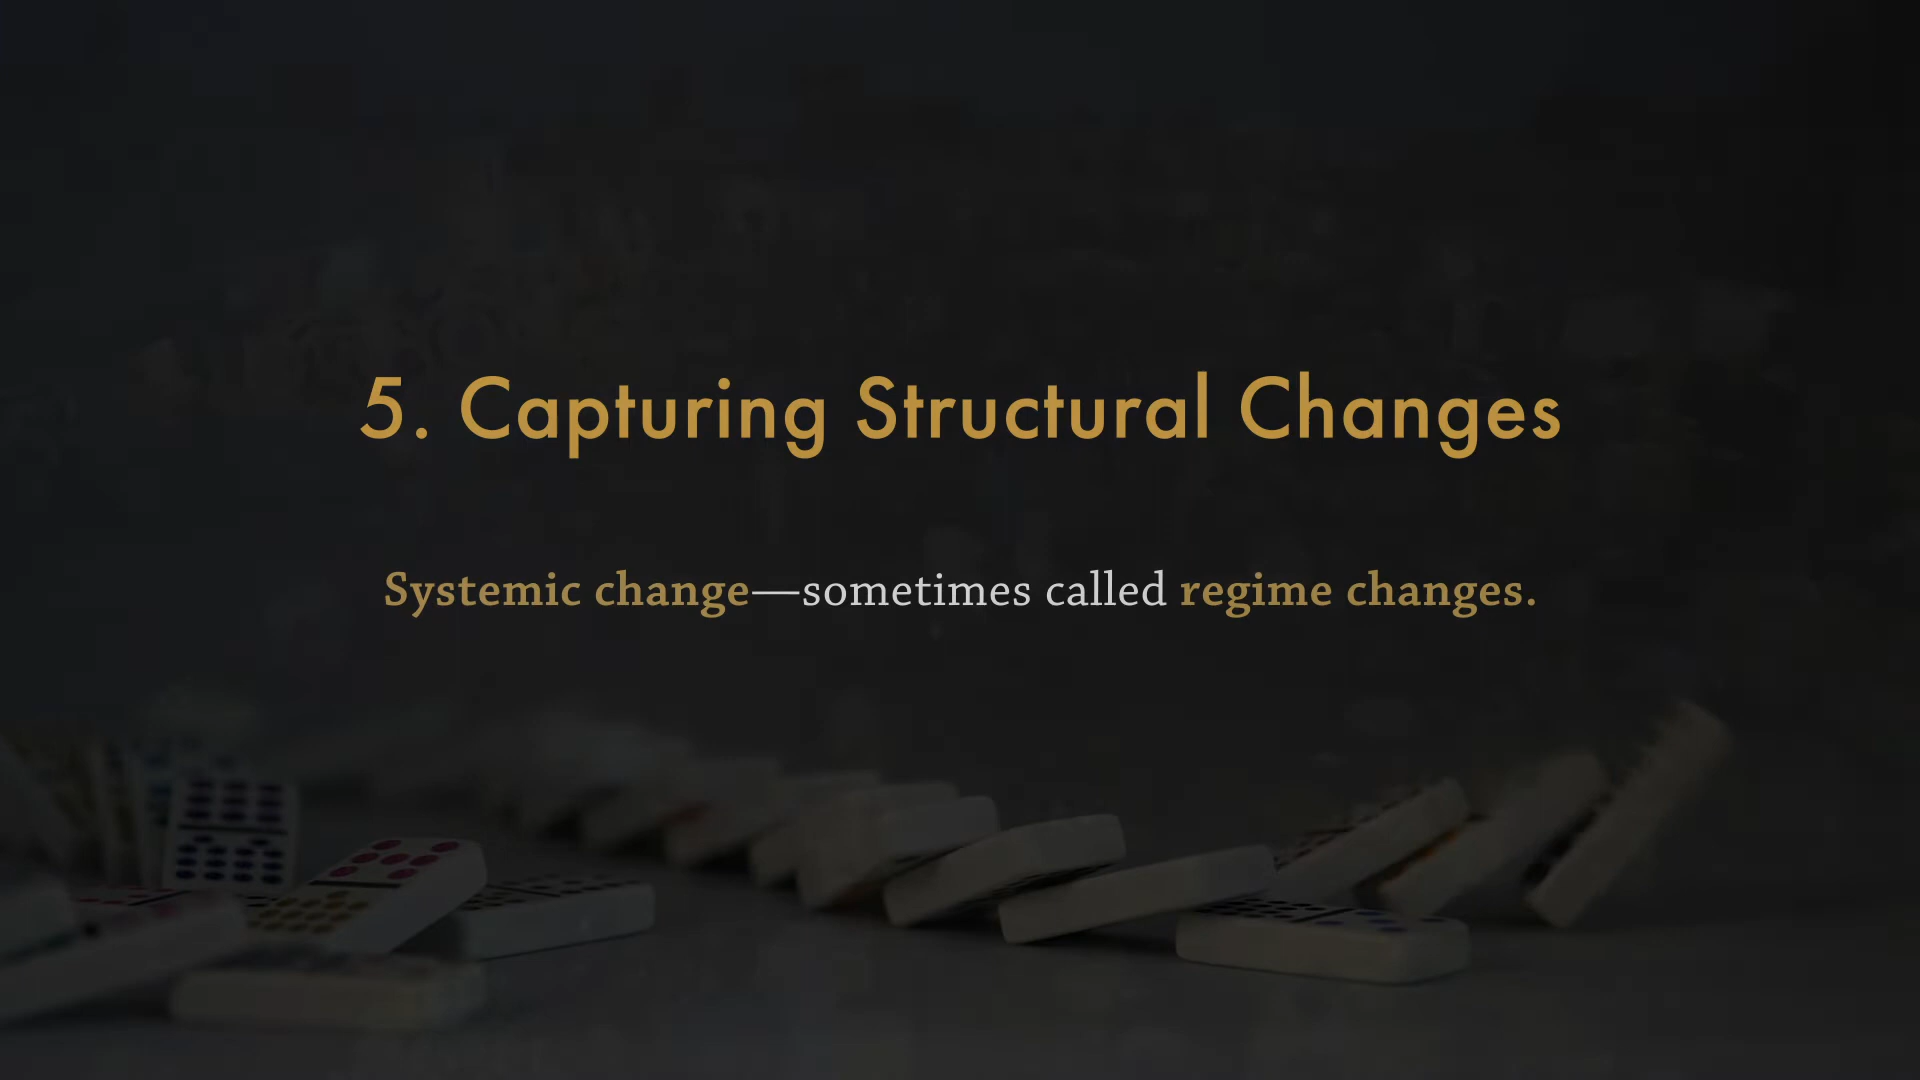 5. Capturing Structural Changes
Systemic change—sometimes called regime changes.